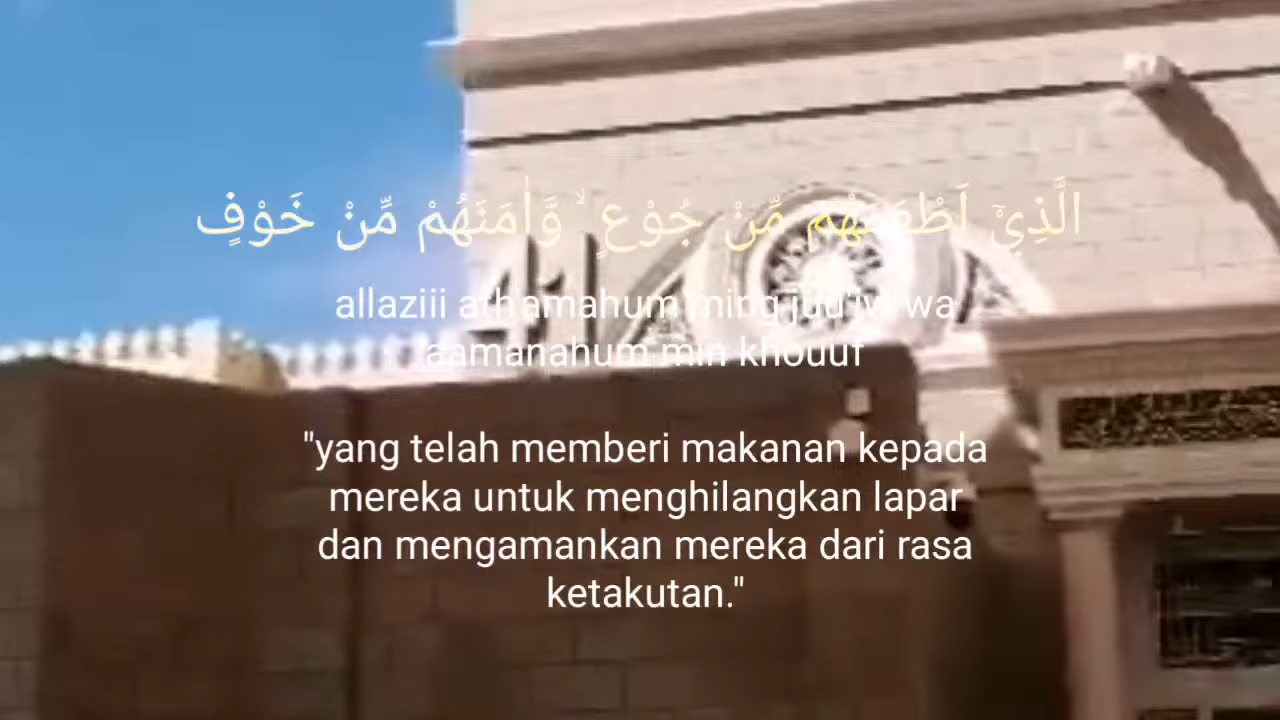 الَّذِيْٓ اَطْعَمَهُمْ مِّنْ جُوْعٍ ۙوَّاٰمَنَهُمْ مِّنْ خَوْفٍ
allaziii ath'amahum ming juu'iw wa
aamanahum min khouuf
"yang telah memberi makanan kepada
mereka untuk menghilangkan lapar
dan mengamankan mereka dari rasa
ketakutan."